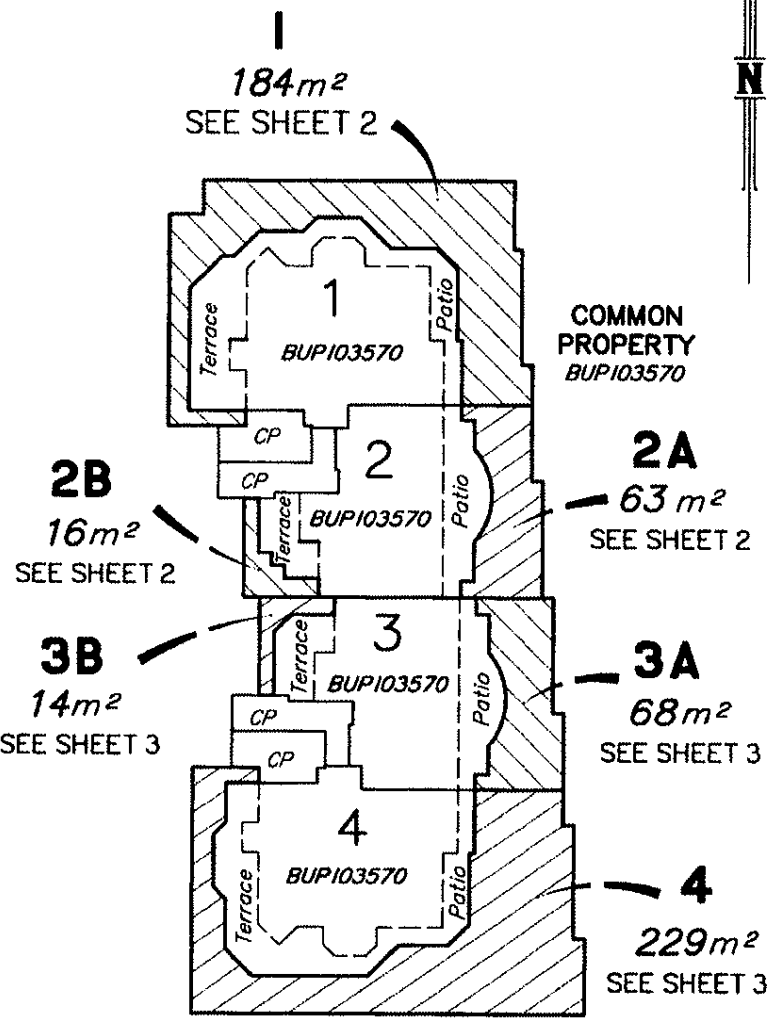 1
184m²
SEE SHEET 2
N
1
Terrace
Patio
BUP103570
COMMON
PROPERTY
BUP103570
CP
2
CP
BUP103570
Terrace
Patio
2A
63 m²
SEE SHEET 2
2B
16m²
SEE SHEET 2
3
Terrace
BUP103570
Patio
3B
14m²
SEE SHEET 3
3A
68m²
SEE SHEET 3
CP
CP
4
BUP103570
Terrace
Patio
4
229m²
SEE SHEET 3